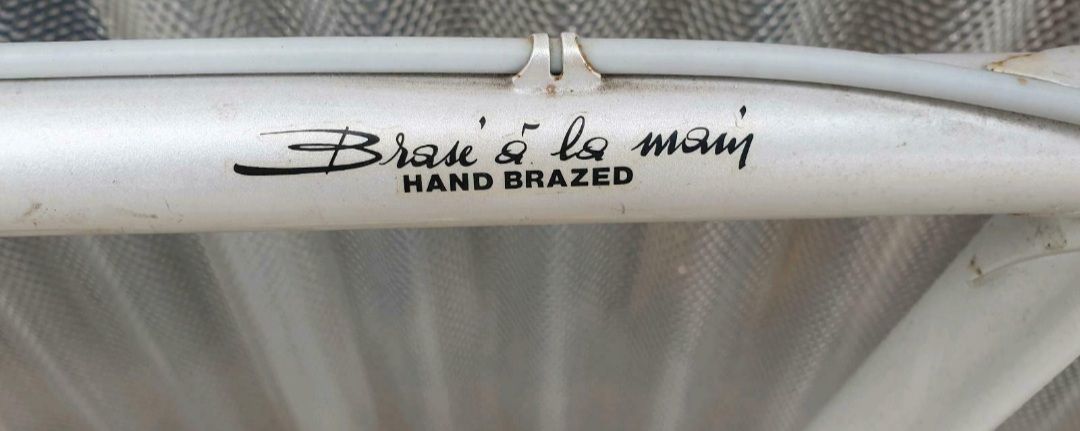 Brasé à la main
HAND BRAZED